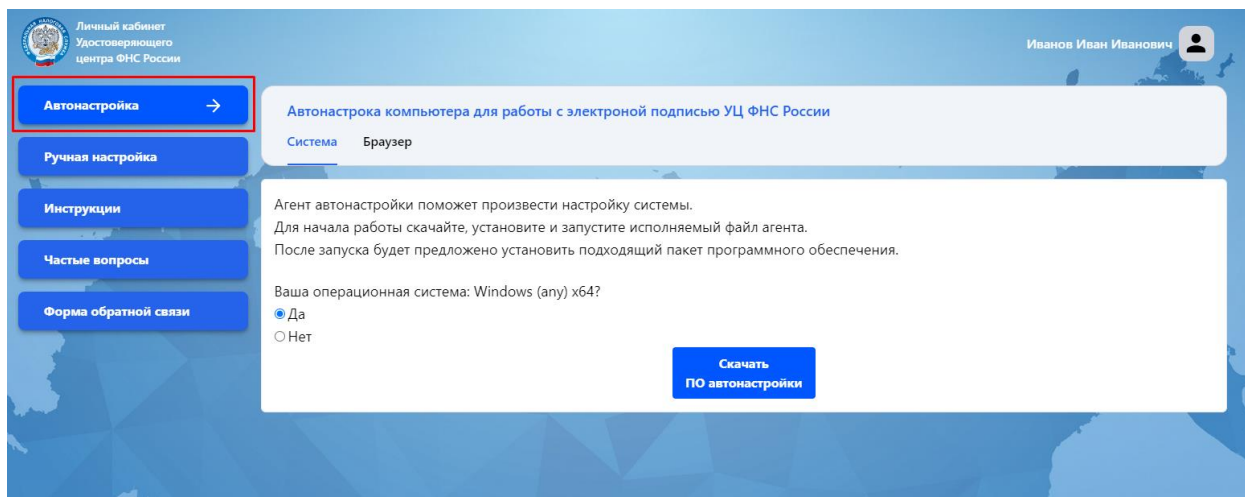 Личный кабинет
Удостоверяющего
центра ФНС России
Иванов Иван Иванович
Автонастройка
Ручная настройка
Инструкции
Частые вопросы
Форма обратной связи
Автонастрока компьютера для работы с электроной подписью УЦ ФНС России
Система Браузер
Агент автонастройки поможет произвести настройку системы.
Для начала работы скачайте, установите и запустите исполняемый файл агента.
После запуска будет предложено установить подходящий пакет программного обеспечения.
Ваша операционная система: Windows (any) x64?
Да
Нет
Скачать
ПО автонастройки